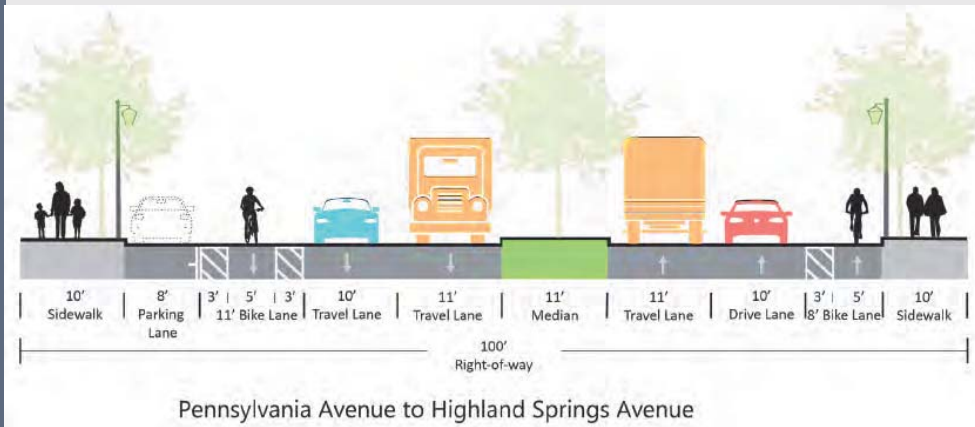 10' 8' 3' 5' 3' 10' 11' 11' 11' 10' 3' 5' 10'
Sidewalk Parking Lane 11' Bike Lane Travel Lane Travel Lane Median Travel Lane Drive Lane 8' Bike Lane Sidewalk
100'
Right-of-way
Pennsylvania Avenue to Highland Springs Avenue